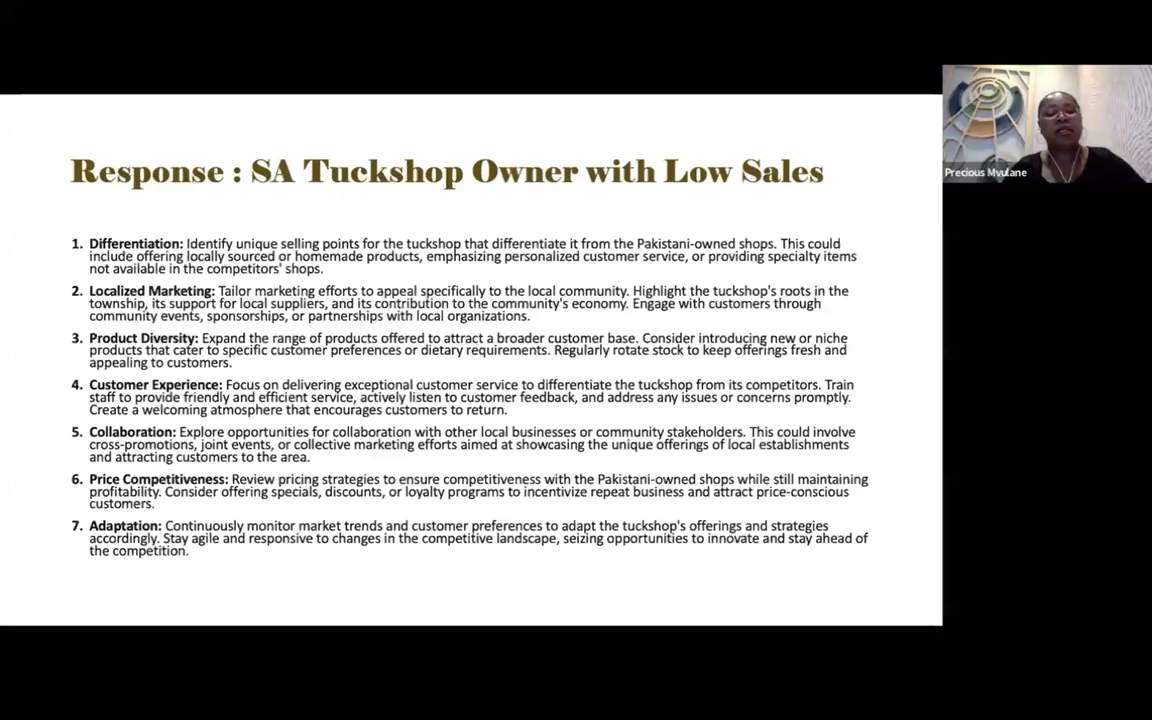 Response : SA Tuckshop Owner with Low Sales
1. Differentiation: Identify unique selling points for the tuckshop that differentiate it from the Pakistani-owned shops. This could
include offering locally sourced or homemade products, emphasizing personalized customer service, or providing specialty items
not available in the competitors' shops.
2. Localized Marketing: Tailor marketing efforts to appeal specifically to the local community. Highlight the tuckshop's roots in the
township, its support for local suppliers, and its contribution to the community's economy. Engage with customers through
community events, sponsorships, or partnerships with local organizations.
3. Product Diversity: Expand the range of products offered to attract a broader customer base. Consider introducing new or niche
products that cater to specific customer preferences or dietary requirements. Regularly rotate stock to keep offerings fresh and
appealing to customers.
4. Customer Experience: Focus on delivering exceptional customer service to differentiate the tuckshop from its competitors. Train
staff to provide friendly and efficient service, actively listen to customer feedback, and address any issues or concerns promptly.
Create a welcoming atmosphere that encourages customers to return.
5. Collaboration: Explore opportunities for collaboration with other local businesses or community stakeholders. This could involve
cross-promotions, joint events, or collective marketing efforts aimed at showcasing the unique offerings of local establishments
and attracting customers to the area.
6. Price Competitiveness: Review pricing strategies to ensure competitiveness with the Pakistani-owned shops while still maintaining
profitability. Consider offering specials, discounts, or loyalty programs to incentivize repeat business and attract price-conscious
customers.
7. Adaptation: Continuously monitor market trends and customer preferences to adapt the tuckshop's offerings and strategies
accordingly. Stay agile and responsive to changes in the competitive landscape, seizing opportunities to innovate and stay ahead of
the competition.
Precious Mvulane